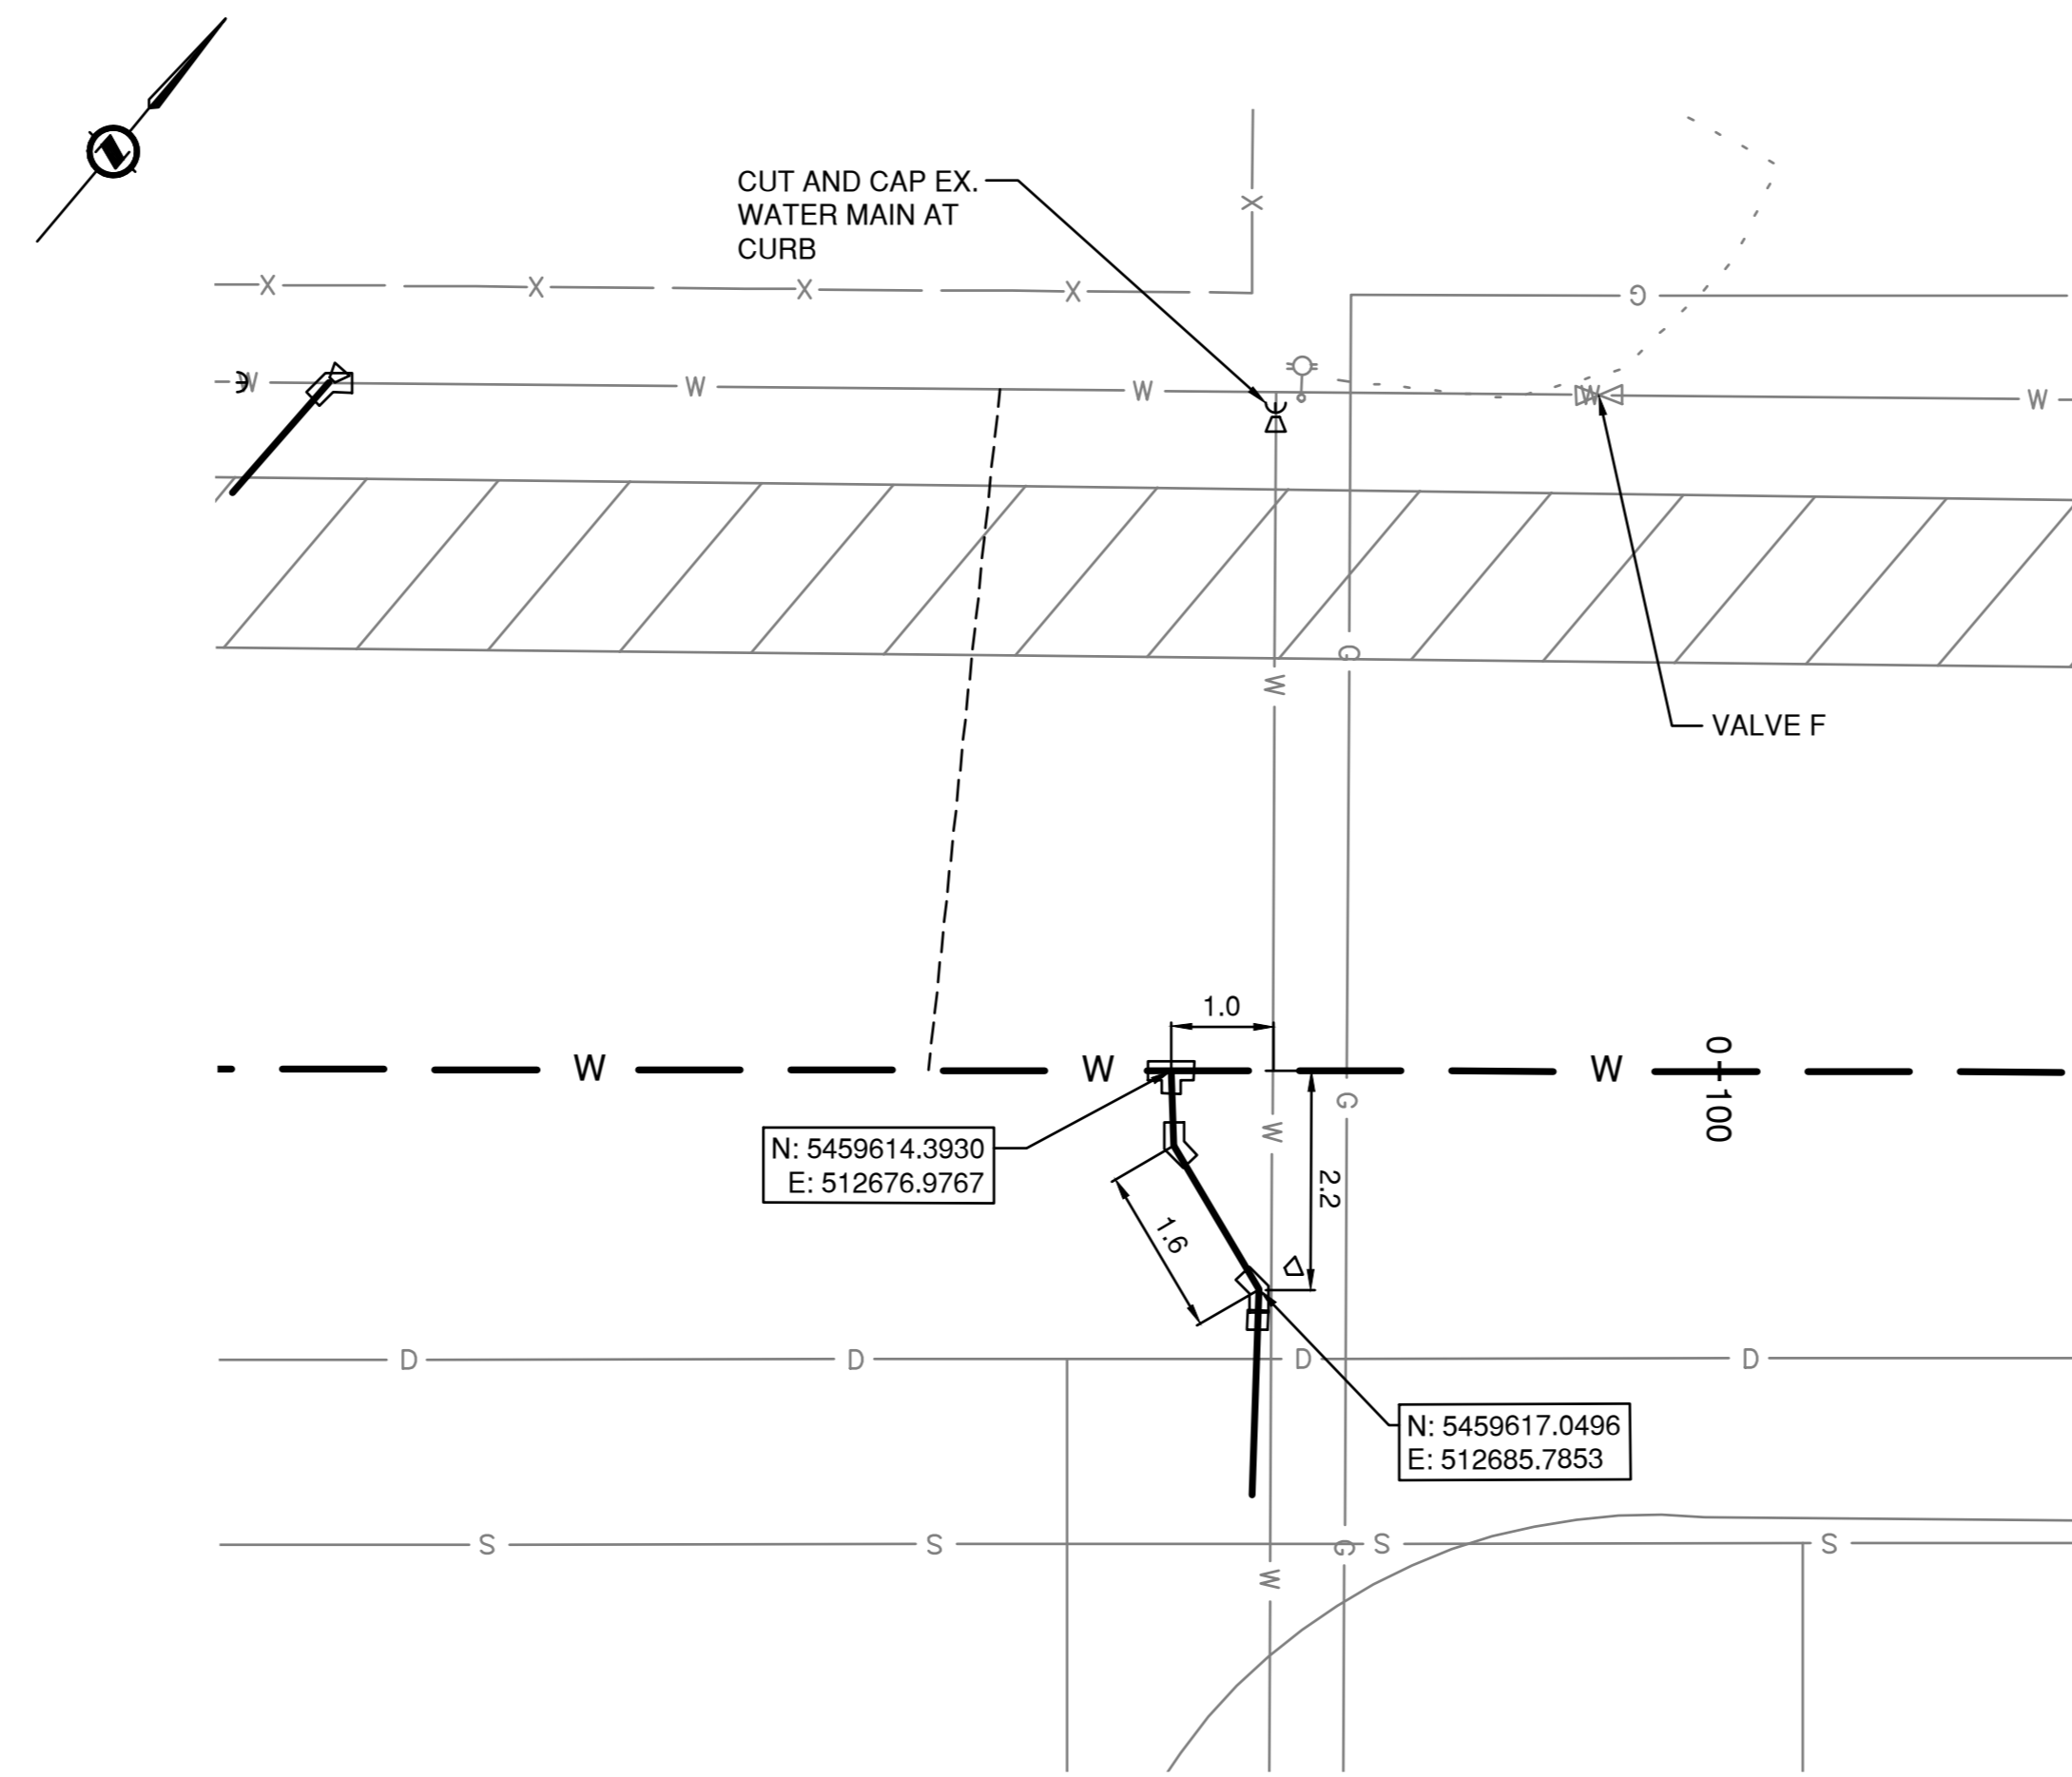 CUT AND CAP EX.
WATER MAIN AT
CURB
X
X X X X
G
W W W W W
G
W
VALVE F
1.0
W W W
0+100
G
W
N: 5459614.3930
E: 512676.9767
2.2
1.6
D D D D
N: 5459617.0496
E: 512685.7853
S S G S S
W